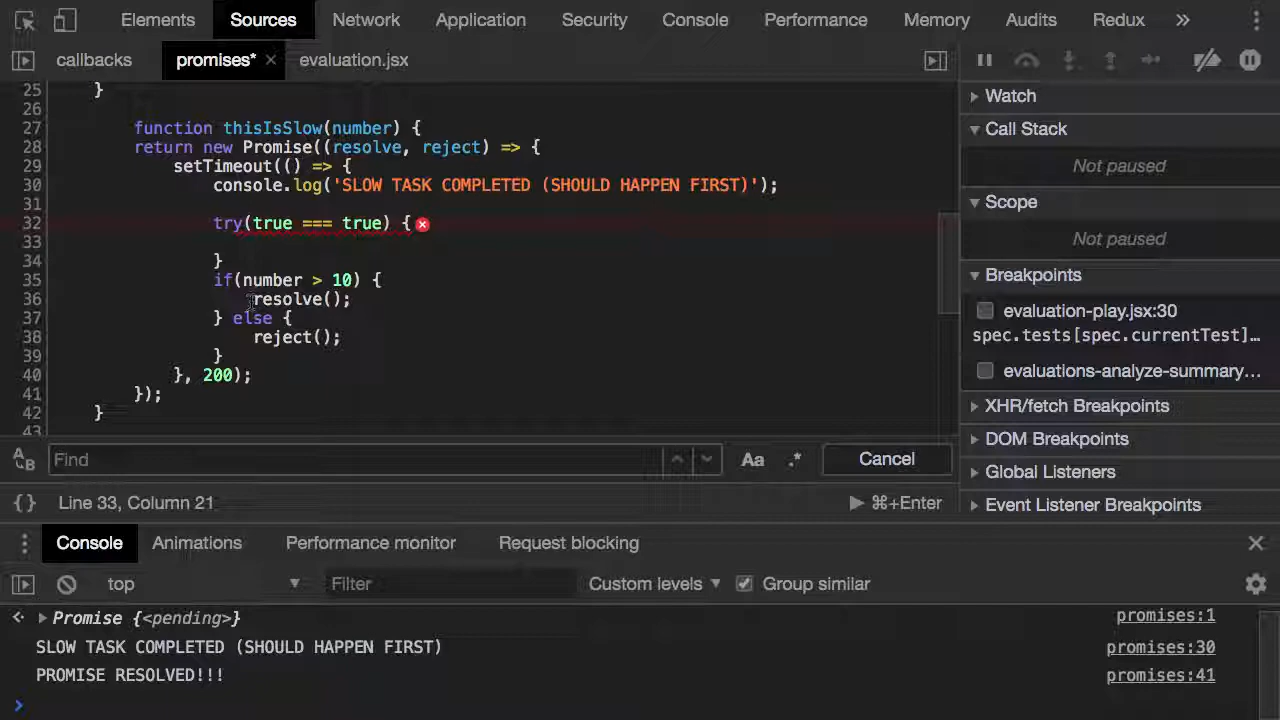 Elements Sources Network Application Security Console Performance Memory Audits Redux »
callbacks promises* × evaluation.jsx
25 }
26
27 function thisIsSlow(number) {
28 return new Promise((resolve, reject) => {
29 setTimeout(() => {
30 console.log('SLOW TASK COMPLETED (SHOULD HAPPEN FIRST)');
31
32 try(true === true) {
33
34 }
35 if(number > 10) {
36 resolve();
37 } else {
38 reject();
39 }
40 }, 200);
41 });
42 }
43
Find Aa .* Cancel
{} Line 33, Column 21 ⌘+Enter
Watch
Call Stack
Not paused
Scope
Not paused
Breakpoints
evaluation-play.jsx:30
spec.tests[spec.currentTest]…
evaluations-analyze-summary…
XHR/fetch Breakpoints
DOM Breakpoints
Global Listeners
Event Listener Breakpoints
Console Animations Performance monitor Request blocking
top Filter Custom levels Group similar
Promise {<pending>} promises:1
SLOW TASK COMPLETED (SHOULD HAPPEN FIRST) promises:30
PROMISE RESOLVED!!! promises:41